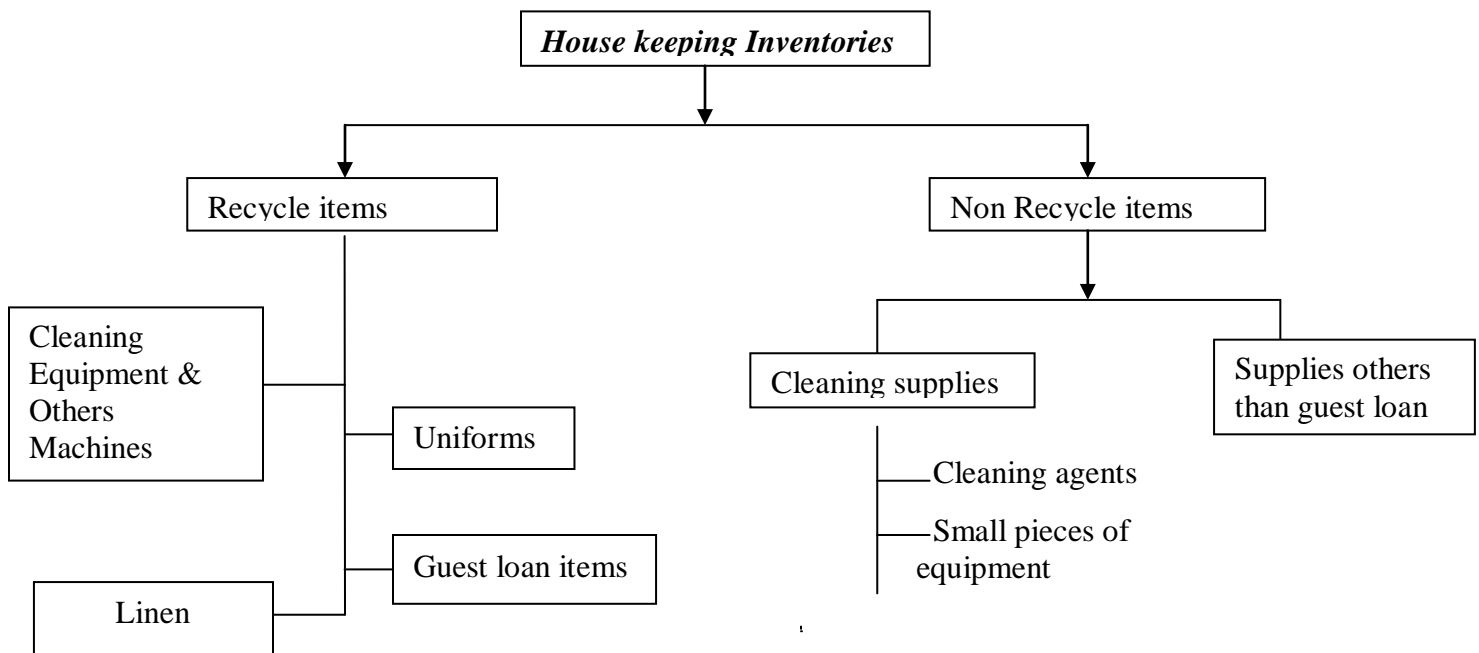 House keeping Inventories
Recycle items
Non Recycle items
Cleaning
Equipment &
Others
Machines
Uniforms
Guest loan items
Linen
Cleaning supplies
Cleaning agents
Small pieces of
equipment
Supplies others
than guest loan